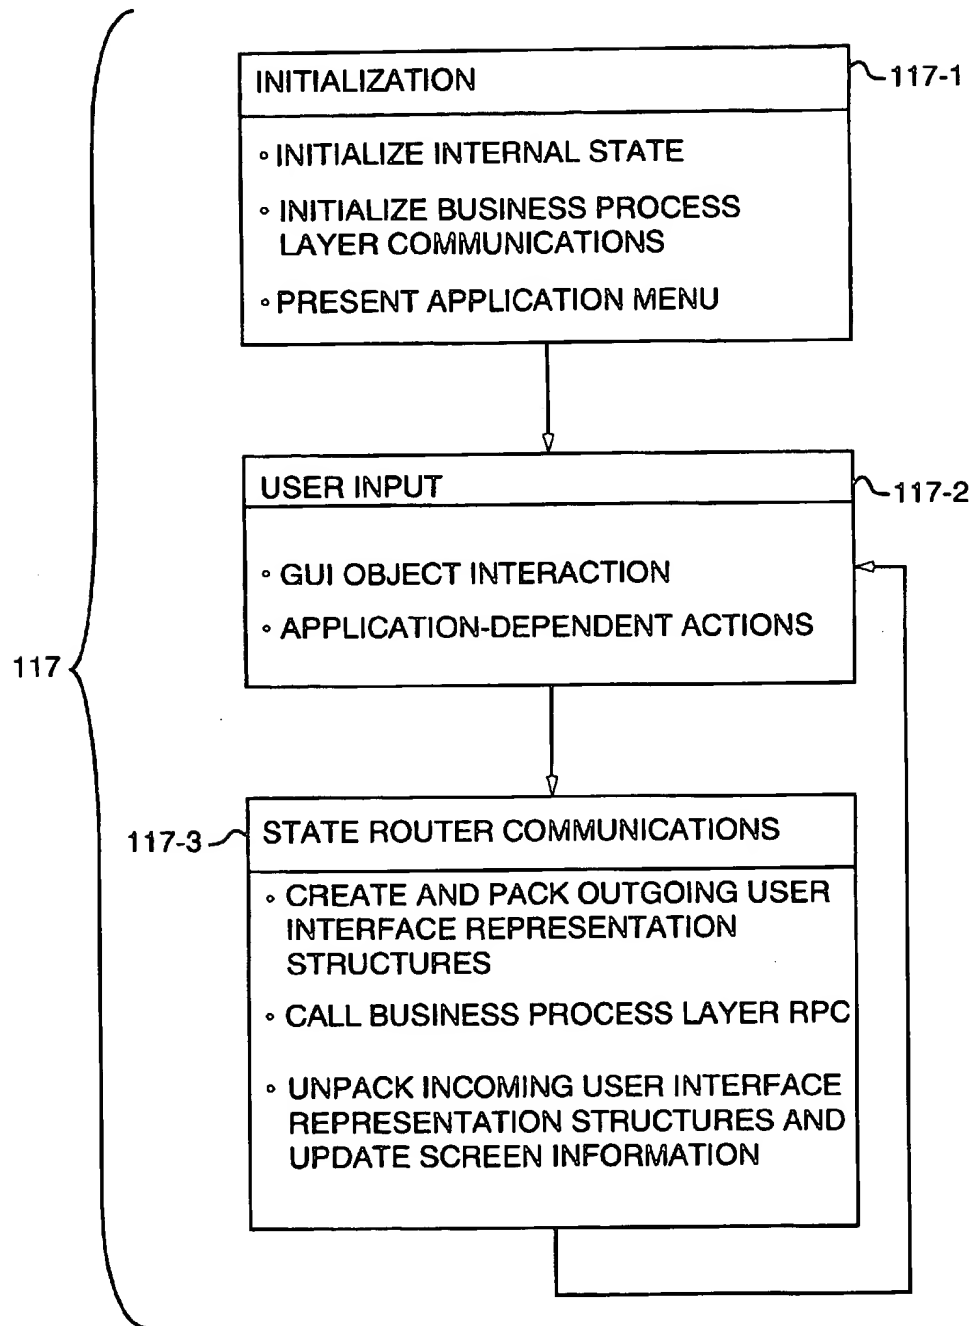 INITIALIZATION
117-1
∘ INITIALIZE INTERNAL STATE
∘ INITIALIZE BUSINESS PROCESS
LAYER COMMUNICATIONS
∘ PRESENT APPLICATION MENU
USER INPUT
117-2
∘ GUI OBJECT INTERACTION
∘ APPLICATION-DEPENDENT ACTIONS
117
117-3
STATE ROUTER COMMUNICATIONS
∘ CREATE AND PACK OUTGOING USER
INTERFACE REPRESENTATION
STRUCTURES
∘ CALL BUSINESS PROCESS LAYER RPC
∘ UNPACK INCOMING USER INTERFACE
REPRESENTATION STRUCTURES AND
UPDATE SCREEN INFORMATION